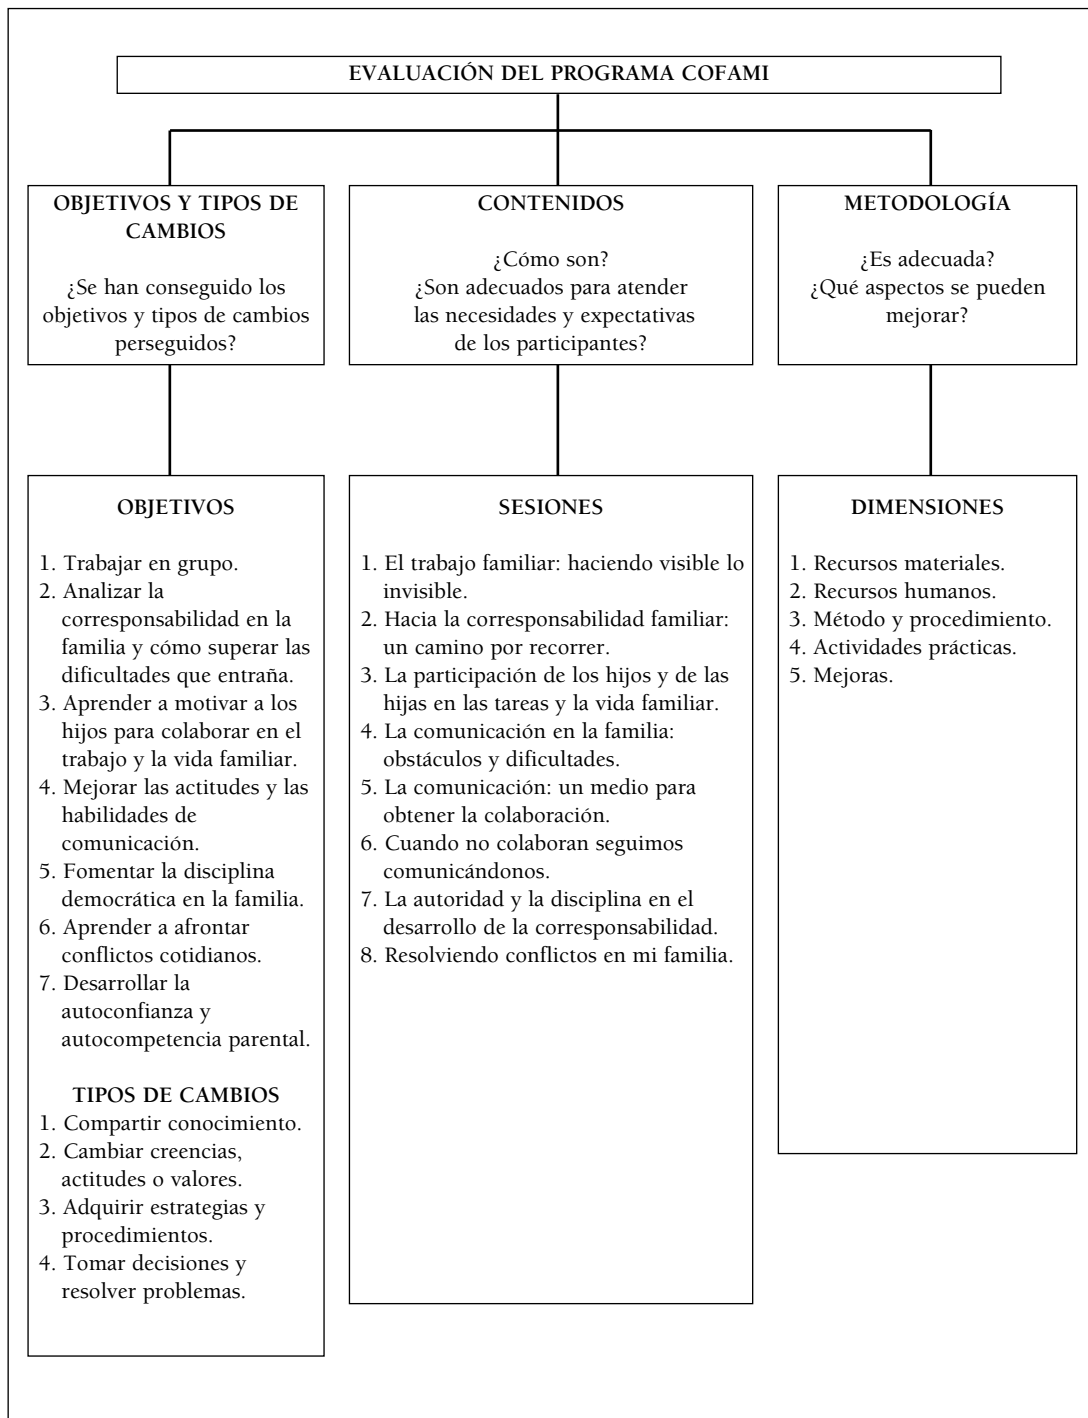 EVALUACIÓN DEL PROGRAMA COFAMI
OBJETIVOS Y TIPOS DE
CAMBIOS
¿Se han conseguido los
objetivos y tipos de cambios
perseguidos?
CONTENIDOS
¿Cómo son?
¿Son adecuados para atender
las necesidades y expectativas
de los participantes?
METODOLOGÍA
¿Es adecuada?
¿Qué aspectos se pueden
mejorar?
OBJETIVOS
1. Trabajar en grupo.
2. Analizar la
corresponsabilidad en la
familia y cómo superar las
dificultades que entraña.
3. Aprender a motivar a los
hijos para colaborar en el
trabajo y la vida familiar.
4. Mejorar las actitudes y las
habilidades de
comunicación.
5. Fomentar la disciplina
democrática en la familia.
6. Aprender a afrontar
conflictos cotidianos.
7. Desarrollar la
autoconfianza y
autocompetencia parental.
TIPOS DE CAMBIOS
1. Compartir conocimiento.
2. Cambiar creencias,
actitudes o valores.
3. Adquirir estrategias y
procedimientos.
4. Tomar decisiones y
resolver problemas.
SESIONES
1. El trabajo familiar: haciendo visible lo
invisible.
2. Hacia la corresponsabilidad familiar:
un camino por recorrer.
3. La participación de los hijos y de las
hijas en las tareas y la vida familiar.
4. La comunicación en la familia:
obstáculos y dificultades.
5. La comunicación: un medio para
obtener la colaboración.
6. Cuando no colaboran seguimos
comunicándonos.
7. La autoridad y la disciplina en el
desarrollo de la corresponsabilidad.
8. Resolviendo conflictos en mi familia.
DIMENSIONES
1. Recursos materiales.
2. Recursos humanos.
3. Método y procedimiento.
4. Actividades prácticas.
5. Mejoras.